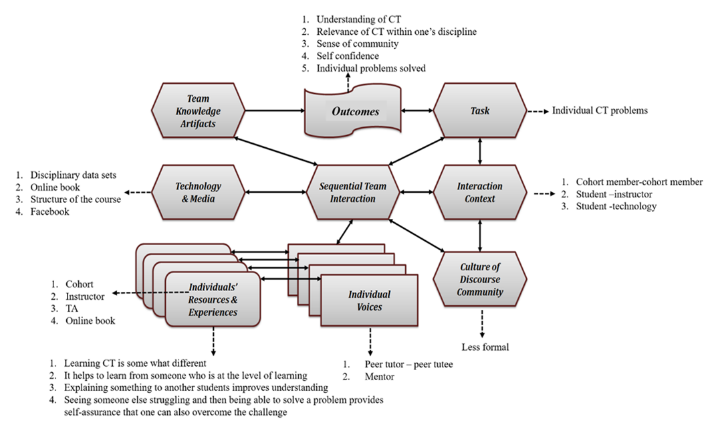 1. Understanding of CT
2. Relevance of CT within one's discipline
3. Sense of community
4. Self confidence
5. Individual problems solved
Team
Knowledge
Artifacts
Outcomes
Task
Individual CT problems
1. Disciplinary data sets
2. Online book
3. Structure of the course
4. Facebook
Technology
& Media
Sequential Team
Interaction
Interaction
Context
1. Cohort member-cohort member
2. Student –instructor
3. Student -technology
1. Cohort
2. Instructor
3. TA
4. Online book
Individuals'
Resources &
Experiences
Individual
Voices
Culture of
Discourse
Community
Less formal
1. Learning CT is some what different
2. It helps to learn from someone who is at the level of learning
3. Explaining something to another students improves understanding
4. Seeing someone else struggling and then being able to solve a problem provides
self-assurance that one can also overcome the challenge
1. Peer tutor – peer tutee
2. Mentor